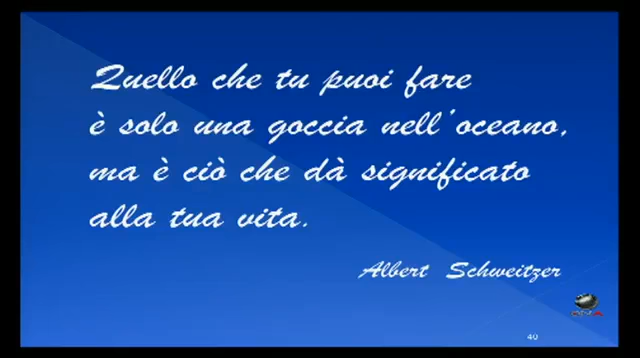 Quello che tu puoi fare
è solo una goccia nell'oceano,
ma è ciò che dà significato
alla tua vita.
Albert Schweitzer
40